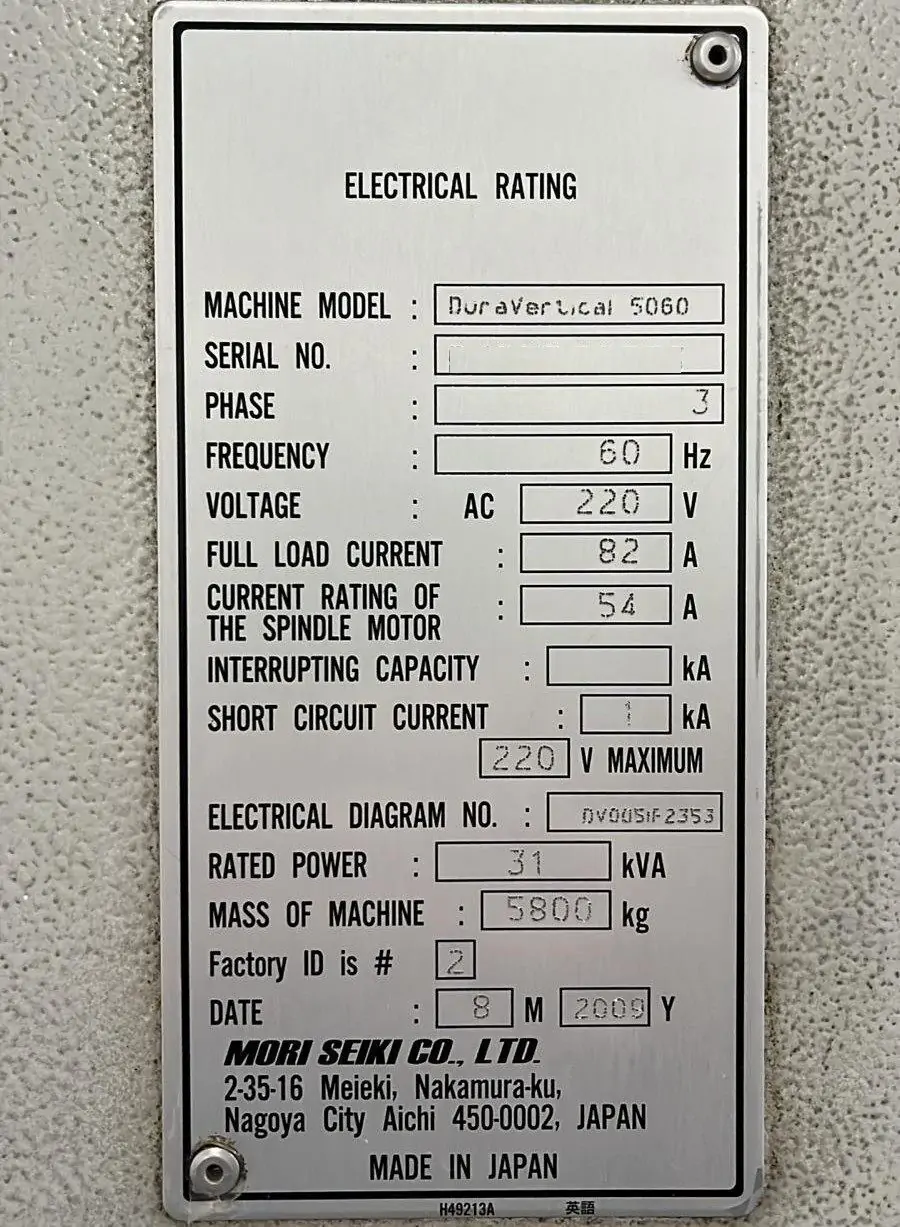 ELECTRICAL RATING
MACHINE MODEL : DuraVertical 5060
SERIAL NO. :
PHASE : 3
FREQUENCY : 60 Hz
VOLTAGE : AC 220 V
FULL LOAD CURRENT : 82 A
CURRENT RATING OF
THE SPINDLE MOTOR : 54 A
INTERRUPTING CAPACITY : kA
SHORT CIRCUIT CURRENT : 1 kA
220 V MAXIMUM
ELECTRICAL DIAGRAM NO. :
RATED POWER : 31 kVA
MASS OF MACHINE : 5800 kg
Factory ID is # 2
DATE : 8 M 2009 Y
MORI SEIKI CO., LTD.
2-35-16 Meieki, Nakamura-ku,
Nagoya City Aichi 450-0002, JAPAN
MADE IN JAPAN
H49213A 英語